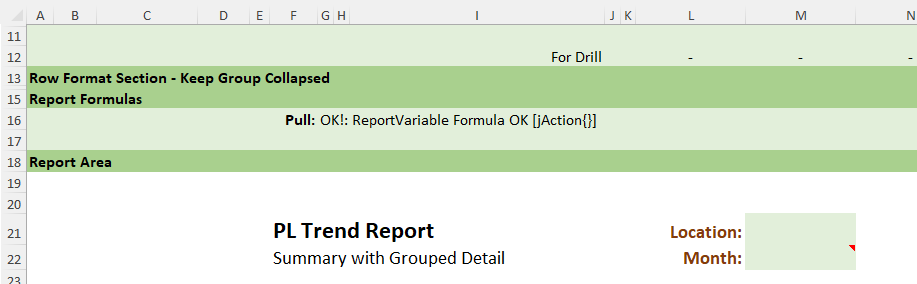 A B C D E F G H I J K L M N
11
12 For Drill - - -
13 Row Format Section - Keep Group Collapsed
15 Report Formulas
16 Pull: OK!: ReportVariable Formula OK [jAction{}]
17
18 Report Area
19
20
21 PL Trend Report Location:
22 Summary with Grouped Detail Month:
23